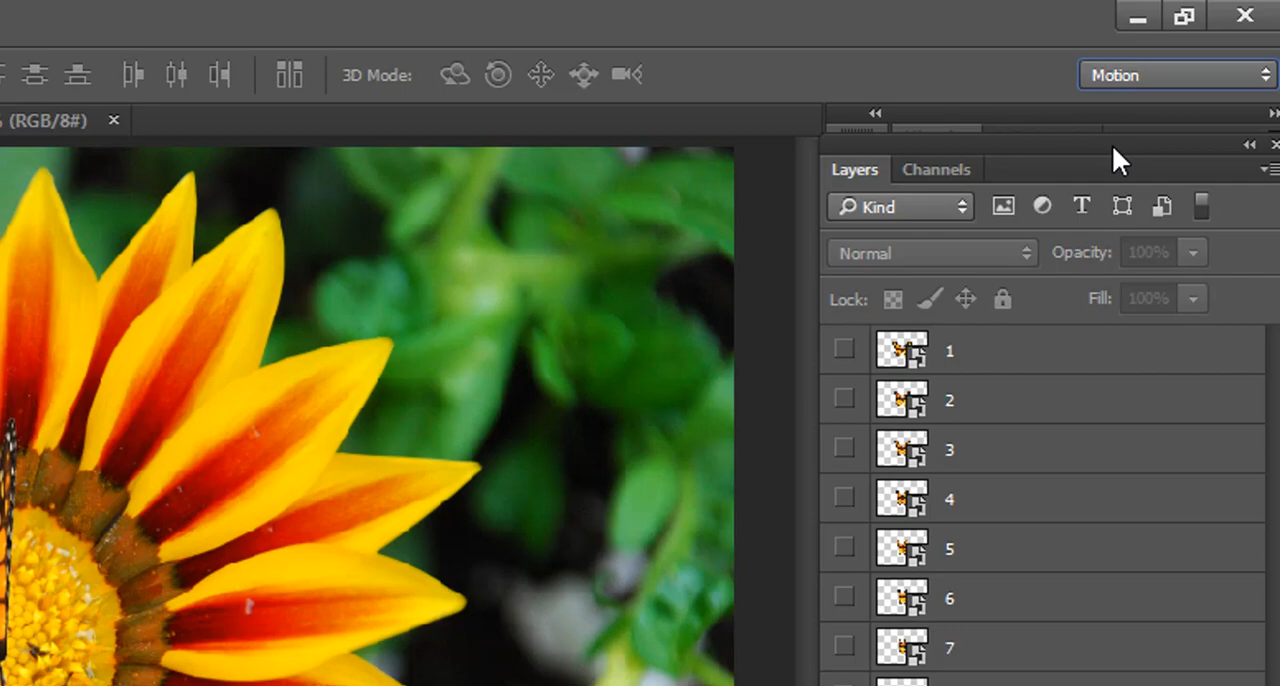 3D Mode:
Motion
(RGB/8#)
Layers
Channels
Kind
T
Normal
Opacity:
100%
Lock:
Fill:
100%
1
2
3
4
5
6
7